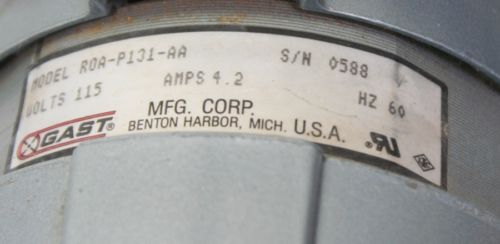 MODEL ROA-P131-AA S/N 0588
VOLTS 115 AMPS 4.2 HZ 60
GAST MFG. CORP.
BENTON HARBOR, MICH. U.S.A.